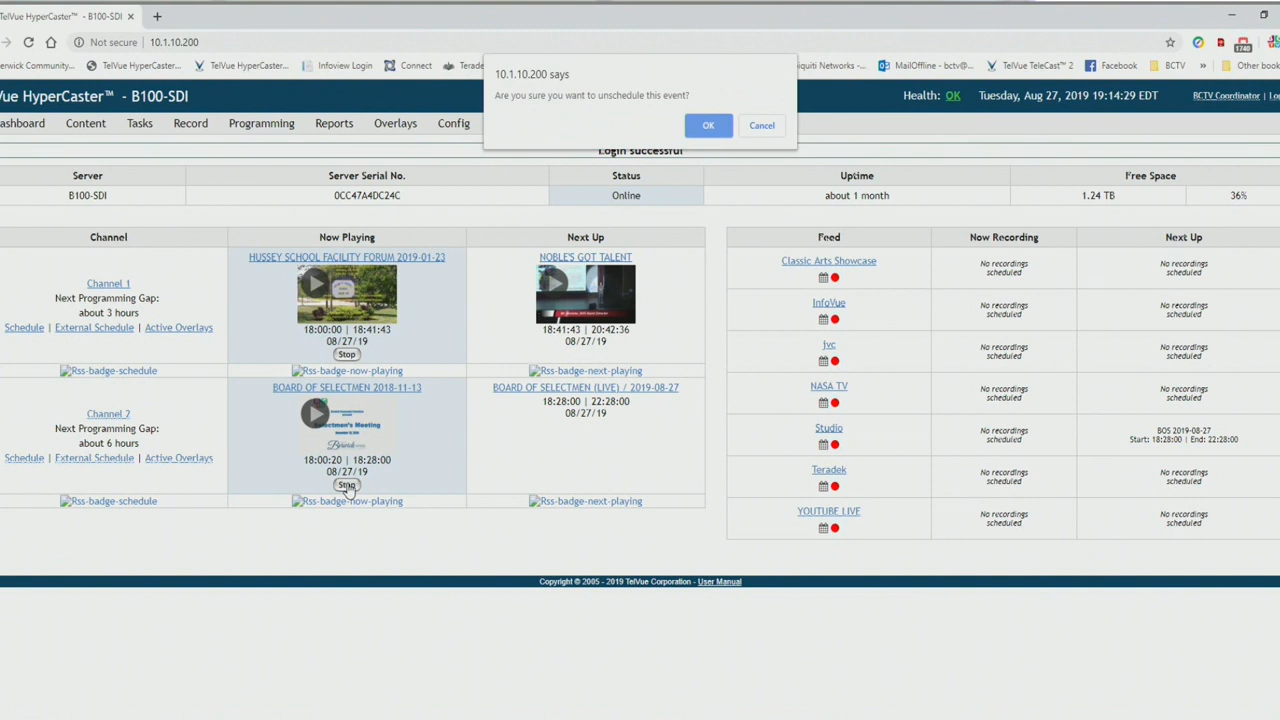 TelVue HyperCaster™ - B100-SDI
Not secure | 10.1.10.200
1740
erwick Community...
TelVue HyperCaster...
TelVue HyperCaster...
Infoview Login
Connect
Terade
iquiti Networks -...
MailOffline - bctv@...
TelVue TeleCast™ 2
Facebook
BCTV
»
Other book
10.1.10.200 says
Are you sure you want to unschedule this event?
OK
Cancel
Vue HyperCaster™ - B100-SDI
Health: OK
Tuesday, Aug 27, 2019 19:14:29 EDT
BCTV Coordinator | Lo
ashboard
Content
Tasks
Record
Programming
Reports
Overlays
Config
Login successful
Server
Server Serial No.
Status
Uptime
Free Space
B100-SDI
0CC47A4DC24C
Online
about 1 month
1.24 TB
36%
Channel
Now Playing
Next Up
Channel 1
Next Programming Gap:
about 3 hours
Schedule | External Schedule | Active Overlays
HUSSEY SCHOOL FACILITY FORUM 2019-01-23
18:00:00 | 18:41:43
08/27/19
Stop
NOBLE'S GOT TALENT
18:41:43 | 20:42:36
08/27/19
Rss-badge-schedule
Rss-badge-now-playing
Rss-badge-next-playing
Channel 2
Next Programming Gap:
about 6 hours
Schedule | External Schedule | Active Overlays
BOARD OF SELECTMEN 2018-11-13
Selectmen's Meeting
Berwick
18:00:20 | 18:28:00
08/27/19
Stop
BOARD OF SELECTMEN (LIVE) / 2019-08-27
18:28:00 | 22:28:00
08/27/19
Rss-badge-schedule
Rss-badge-now-playing
Rss-badge-next-playing
Feed
Now Recording
Next Up
Classic Arts Showcase
No recordings
scheduled
No recordings
scheduled
InfoVue
No recordings
scheduled
No recordings
scheduled
jvc
No recordings
scheduled
No recordings
scheduled
NASA TV
No recordings
scheduled
No recordings
scheduled
Studio
No recordings
scheduled
BOS 2019-08-27
Start: 18:28:00 | End: 22:28:00
Teradek
No recordings
scheduled
No recordings
scheduled
YOUTUBE LIVE
No recordings
scheduled
No recordings
scheduled
Copyright © 2005 - 2019 TelVue Corporation - User Manual